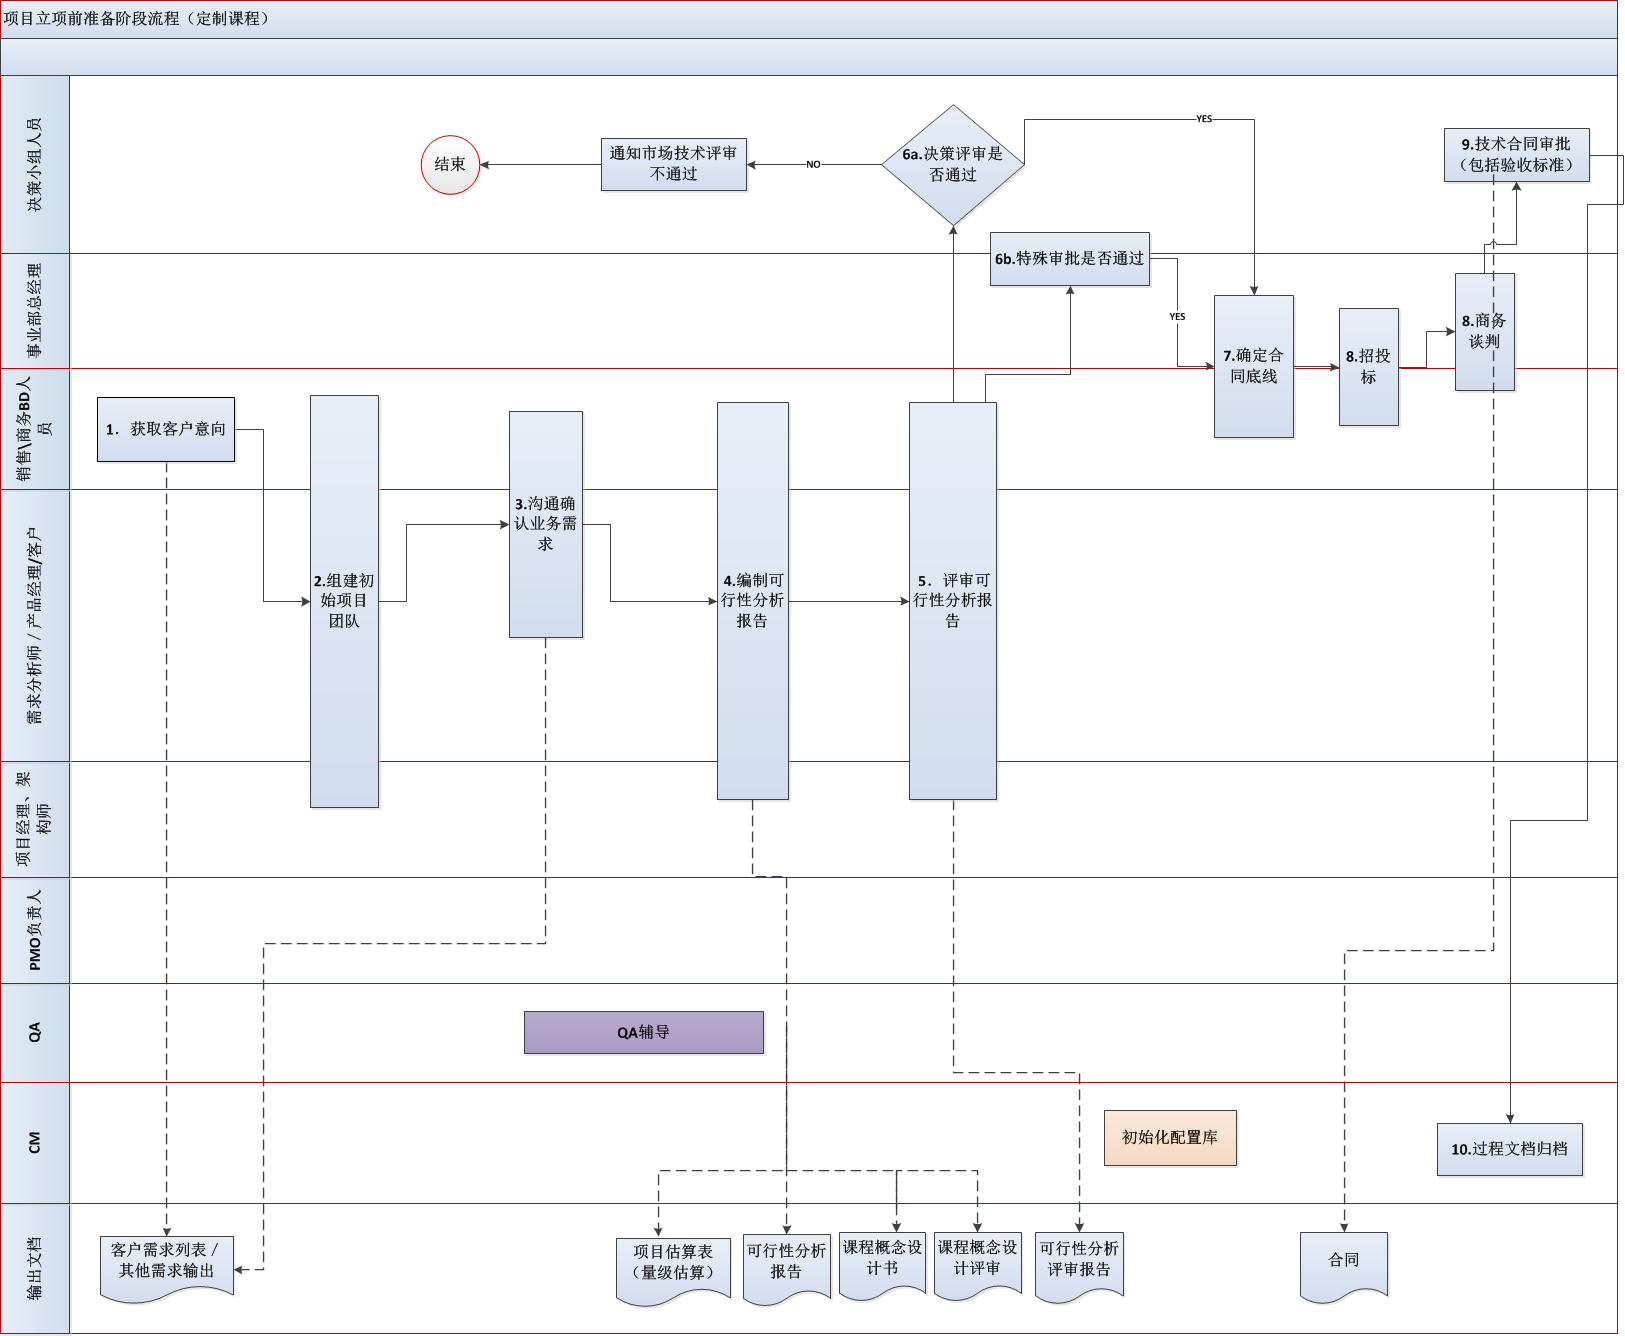 项目立项前准备阶段流程（定制课程）
决策小组人员
结束
通知市场技术评审
不通过
NO
6a.决策评审是
否通过
YES
9.技术合同审批
（包括验收标准）
事业部总经理
6b.特殊审批是否通过
YES
7.确定合
同底线
8.招投
标
8.商务
谈判
销售\商务BD人
员
1. 获取客户意向
需求分析师 / 产品经理/客户
2.组建初
始项目
团队
3.沟通确
认业务需
求
4.编制可
行性分析
报告
5. 评审可
行性分析报
告
项目经理、架
构师
PMO负责人
QA
QA辅导
CM
初始化配置库
10.过程文档归档
输出文档
客户需求列表 /
其他需求输出
项目估算表
（量级估算）
可行性分析
报告
课程概念设
计书
课程概念设
计评审
可行性分析
评审报告
合同